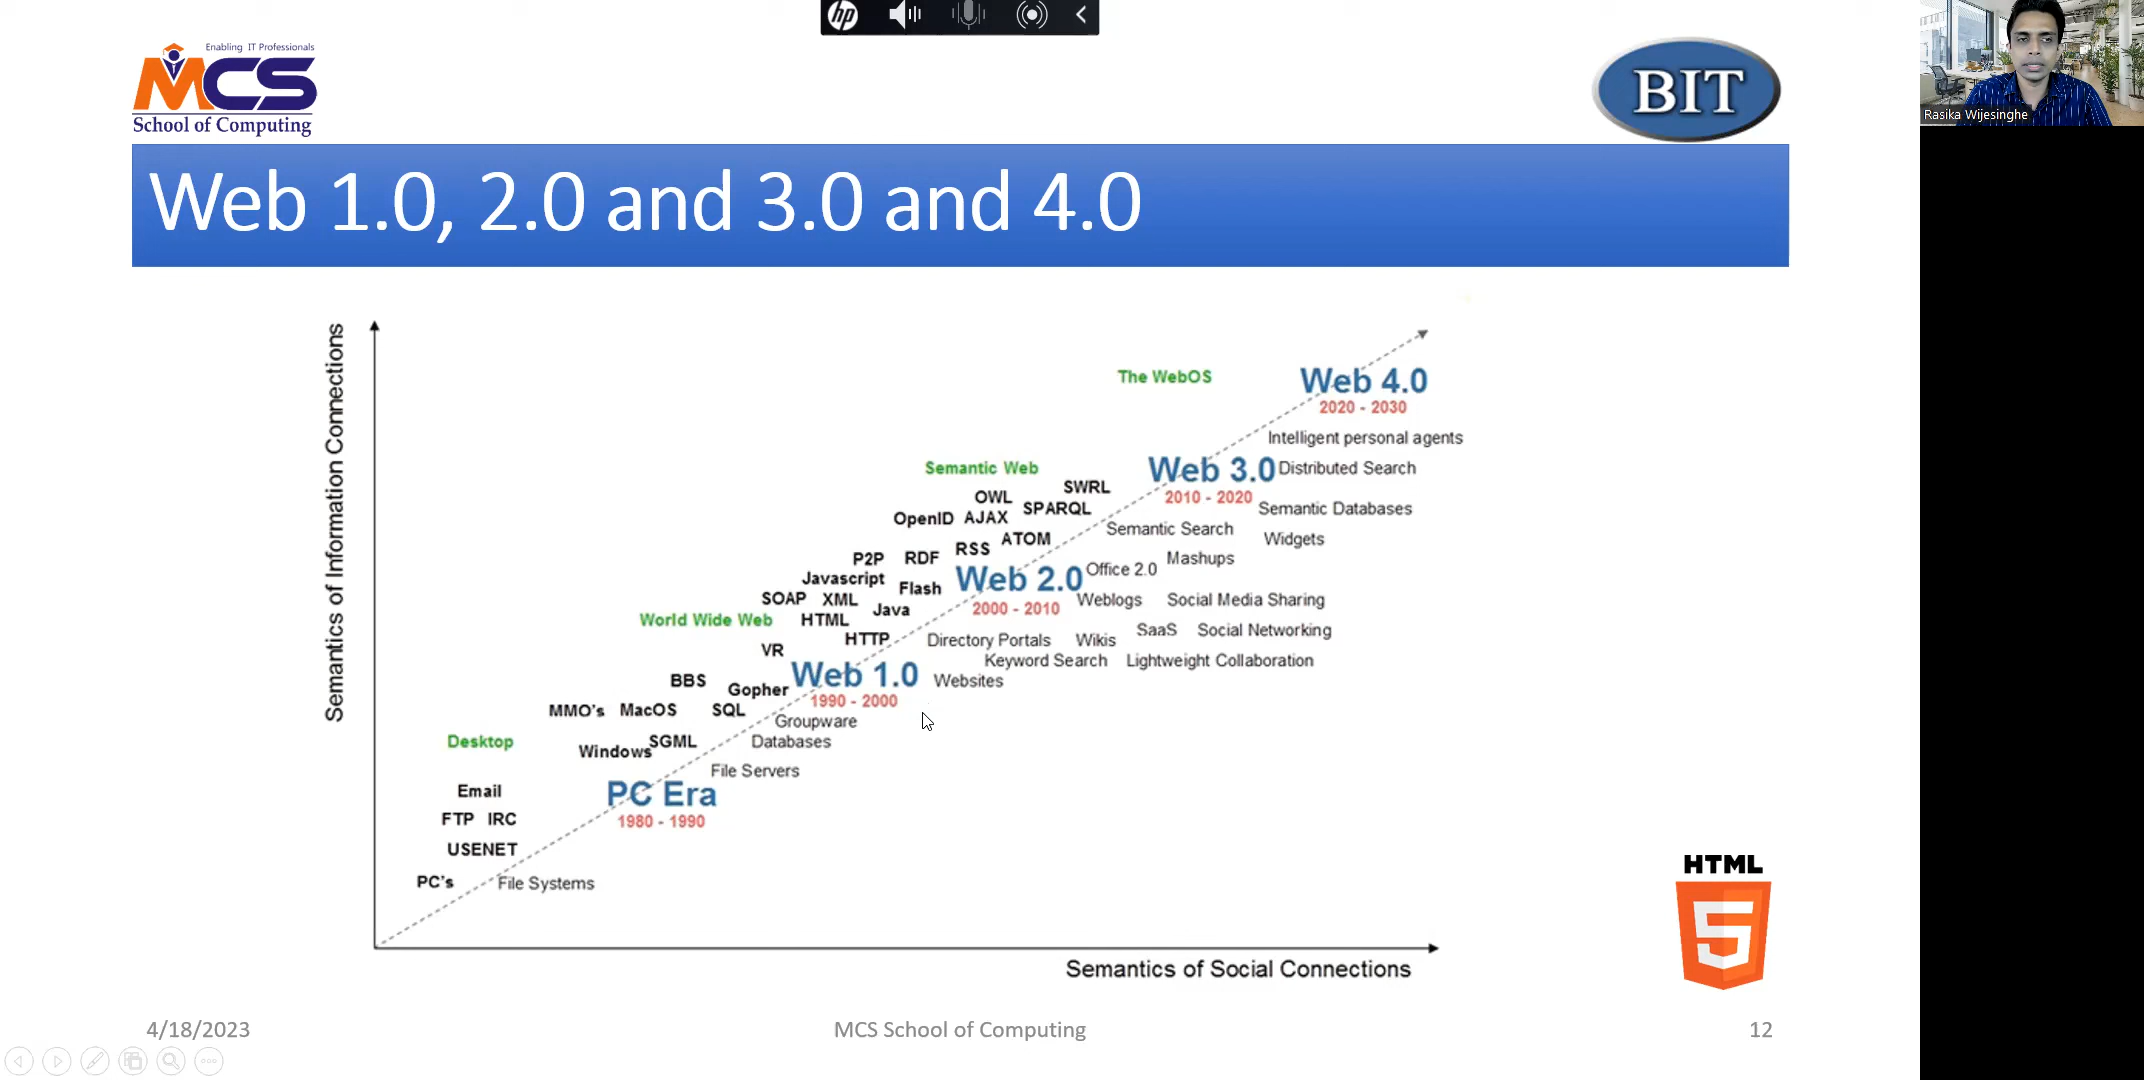 hp
Enabling IT Professionals
MCS
School of Computing
BIT
Rasika Wijesinghe
Web 1.0, 2.0 and 3.0 and 4.0
Semantics of Information Connections
The WebOS
Web 4.0
2020 - 2030
Intelligent personal agents
Semantic Web
Web 3.0
Distributed Search
SWRL
OWL
2010 - 2020
SPARQL
Semantic Databases
OpenID
AJAX
Semantic Search
ATOM
Widgets
RSS
P2P
RDF
Mashups
Office 2.0
Javascript
Web 2.0
Flash
SOAP
XML
Weblogs
Social Media Sharing
Java
2000 - 2010
World Wide Web
HTML
SaaS
Social Networking
HTTP
Directory Portals
Wikis
VR
Keyword Search
Lightweight Collaboration
Web 1.0
Websites
BBS
Gopher
1990 - 2000
MMO's
MacOS
SQL
Groupware
Desktop
SGML
Databases
Windows
File Servers
Email
PC Era
FTP
IRC
1980 - 1990
USENET
PC's
File Systems
Semantics of Social Connections
HTML
5
4/18/2023
MCS School of Computing
12